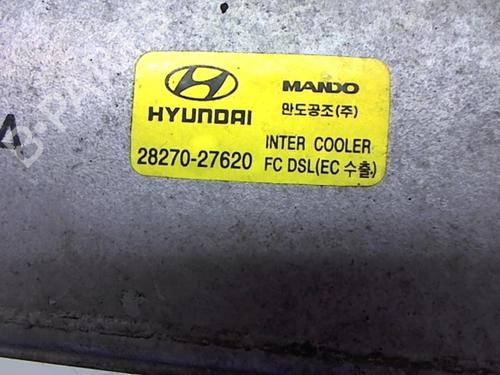 HYUNDAI
28270-27620
MANDO
만도공조(주)
INTER COOLER
FC DSL(EC 수출)